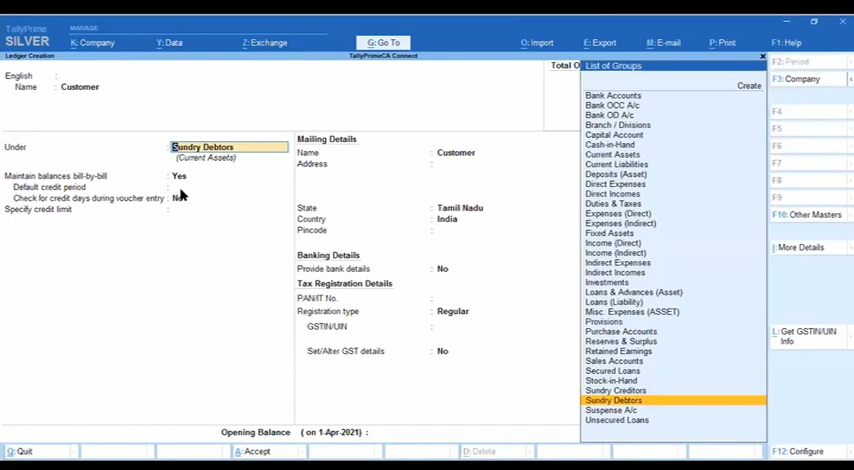 TallyPrime
SILVER
MANAGE
K: Company
Y: Data
Z: Exchange
G: Go To
O: Import
E: Export
M: E-mail
P: Print
F1: Help
Ledger Creation
TallyPrimeCA Connect
English :
Name : Customer
Total O
Under : Sundry Debtors
(Current Assets)
Maintain balances bill-by-bill : Yes
Default credit period :
Check for credit days during voucher entry : No
Specify credit limit :
Mailing Details
Name : Customer
Address :
State : Tamil Nadu
Country : India
Pincode :
Banking Details
Provide bank details : No
Tax Registration Details
PAN/IT No. :
Registration type : Regular
GSTIN/UIN :
Set/Alter GST details : No
Opening Balance ( on 1-Apr-2021) :
List of Groups
Create
Bank Accounts
Bank OCC A/c
Bank OD A/c
Branch / Divisions
Capital Account
Cash-in-Hand
Current Assets
Current Liabilities
Deposits (Asset)
Direct Expenses
Direct Incomes
Duties & Taxes
Expenses (Direct)
Expenses (Indirect)
Fixed Assets
Income (Direct)
Income (Indirect)
Indirect Expenses
Indirect Incomes
Investments
Loans & Advances (Asset)
Loans (Liability)
Misc. Expenses (ASSET)
Provisions
Purchase Accounts
Reserves & Surplus
Retained Earnings
Sales Accounts
Secured Loans
Stock-in-Hand
Sundry Creditors
Sundry Debtors
Suspense A/c
Unsecured Loans
F2: Period
F3: Company
F4
F5
F6
F7
F8
F9
F10: Other Masters
I: More Details
L: Get GSTIN/UIN
Info
F12: Configure
Q: Quit
A: Accept
D: Delete